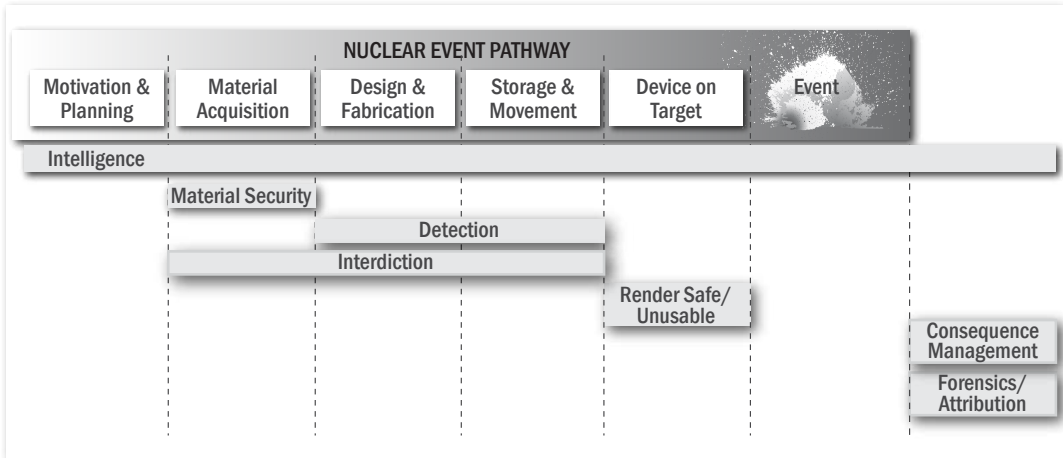 NUCLEAR EVENT PATHWAY
Motivation &
Planning
Material
Acquisition
Design &
Fabrication
Storage &
Movement
Device on
Target
Event
Intelligence
Material Security
Detection
Interdiction
Render Safe/
Unusable
Consequence
Management
Forensics/
Attribution